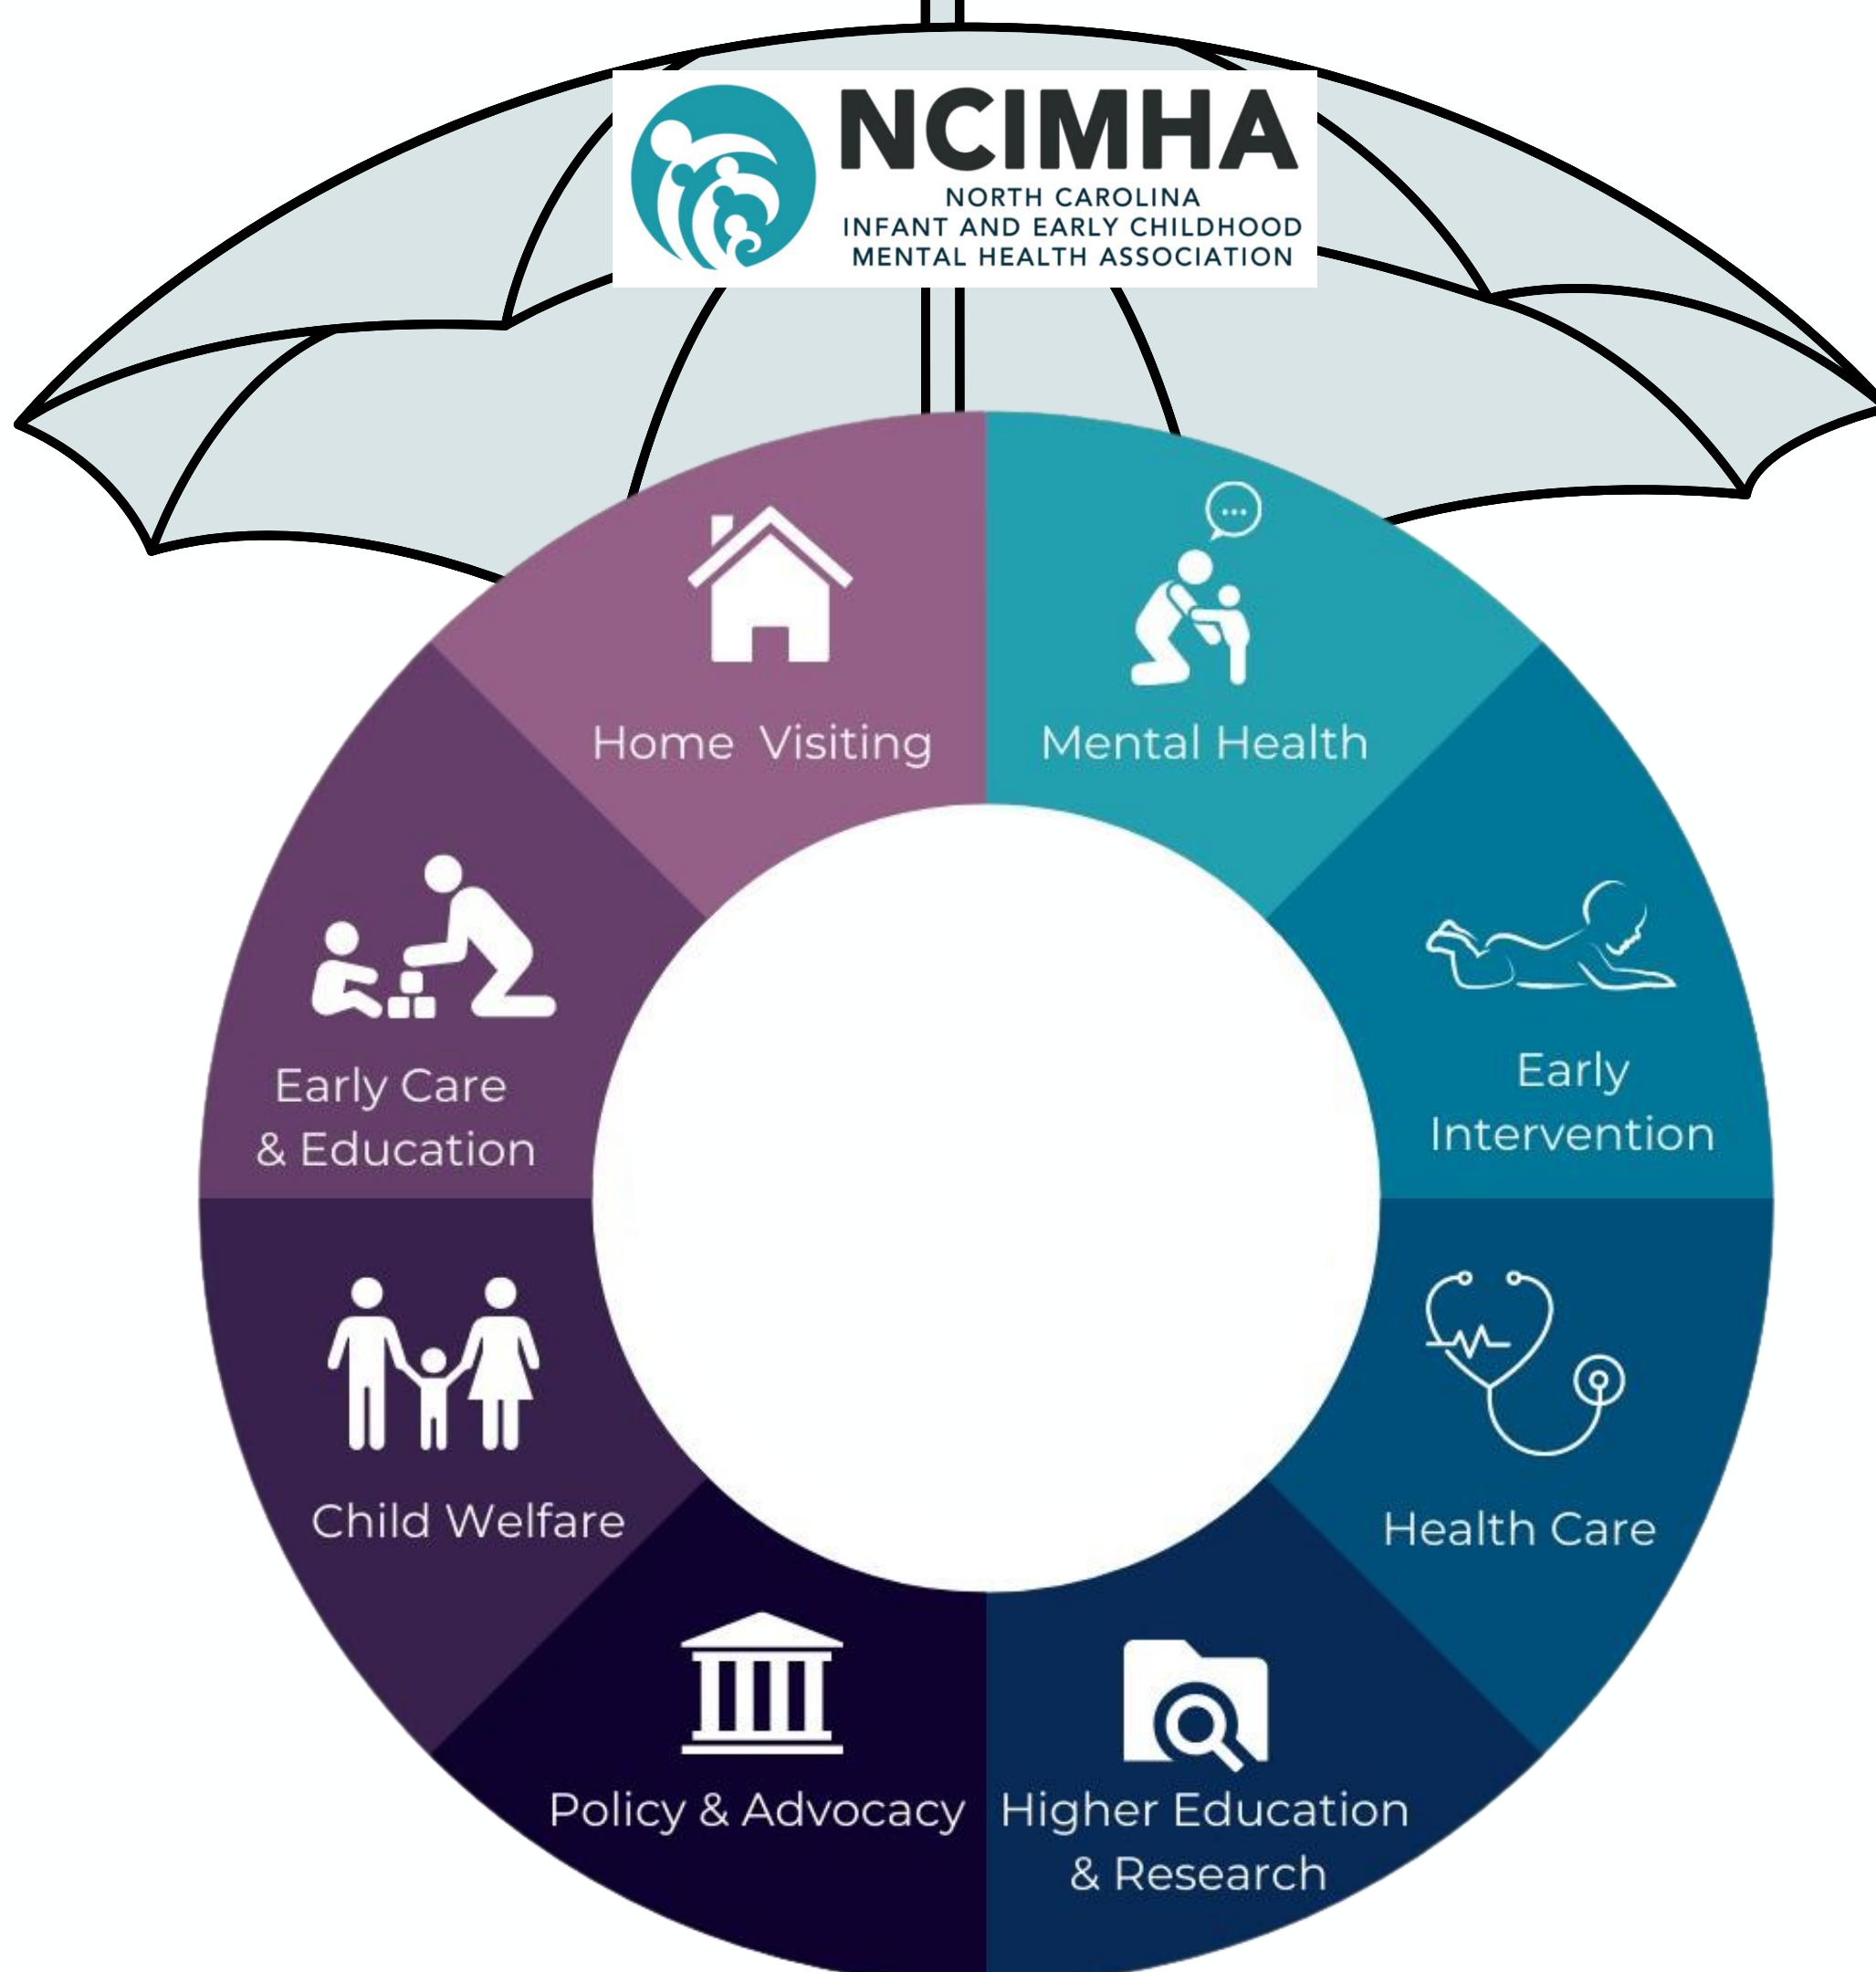 NCIMHA
NORTH CAROLINA
INFANT AND EARLY CHILDHOOD
MENTAL HEALTH ASSOCIATION
Home Visiting
Mental Health
Early Care
& Education
Early
Intervention
Child Welfare
Health Care
Policy & Advocacy
Higher Education
& Research